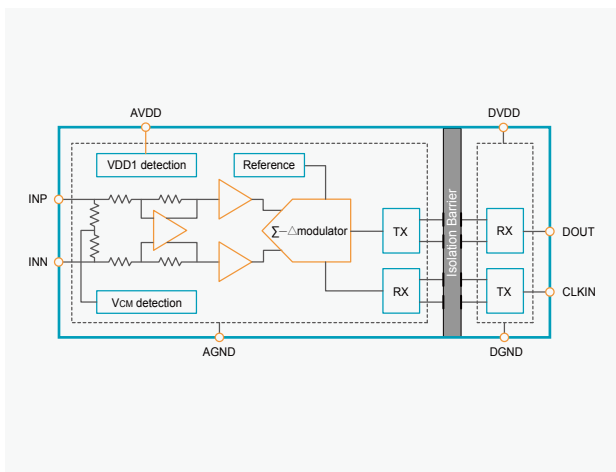 AVDD
DVDD
VDD1 detection
Reference
INP
INN
∑−△modulator
TX
RX
Isolation Barrier
RX
TX
DOUT
CLKIN
VCM detection
AGND
DGND